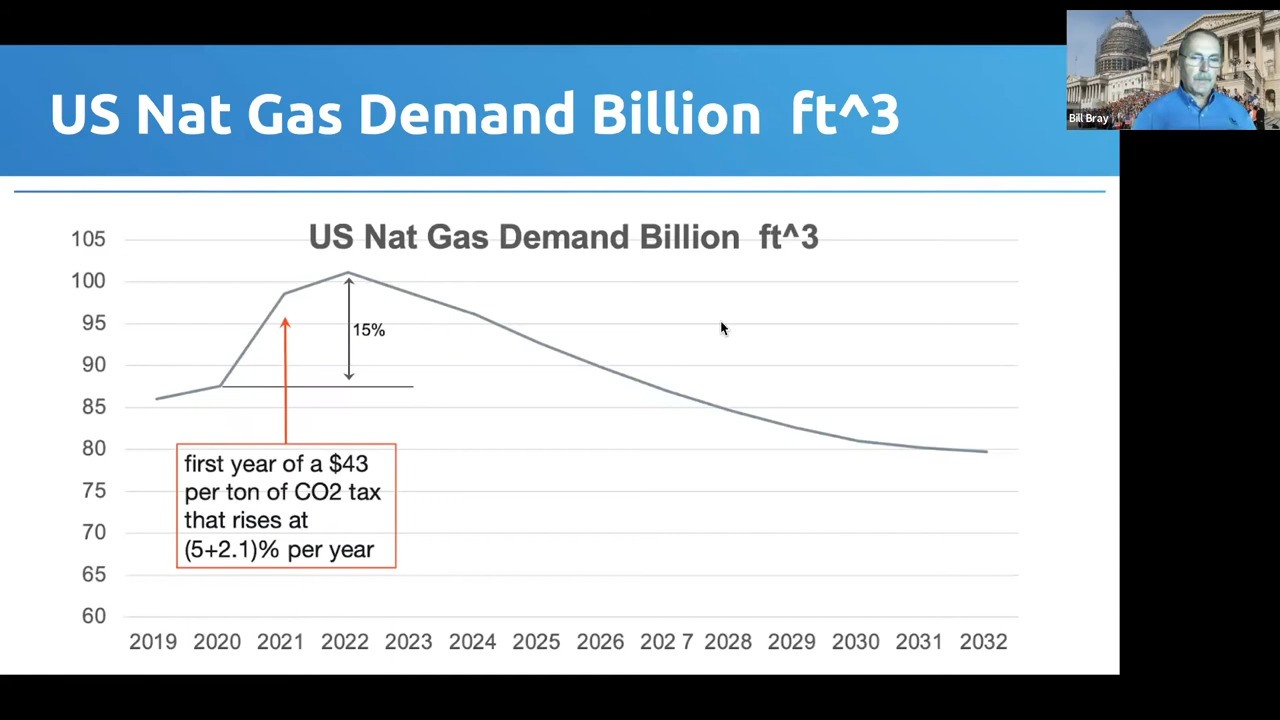 US Nat Gas Demand Billion ft^3
Bill Bray
US Nat Gas Demand Billion ft^3
105
100
95
90
85
80
75
70
65
60
15%
first year of a $43
per ton of CO2 tax
that rises at
(5+2.1)% per year
2019 2020 2021 2022 2023 2024 2025 2026 202 7 2028 2029 2030 2031 2032